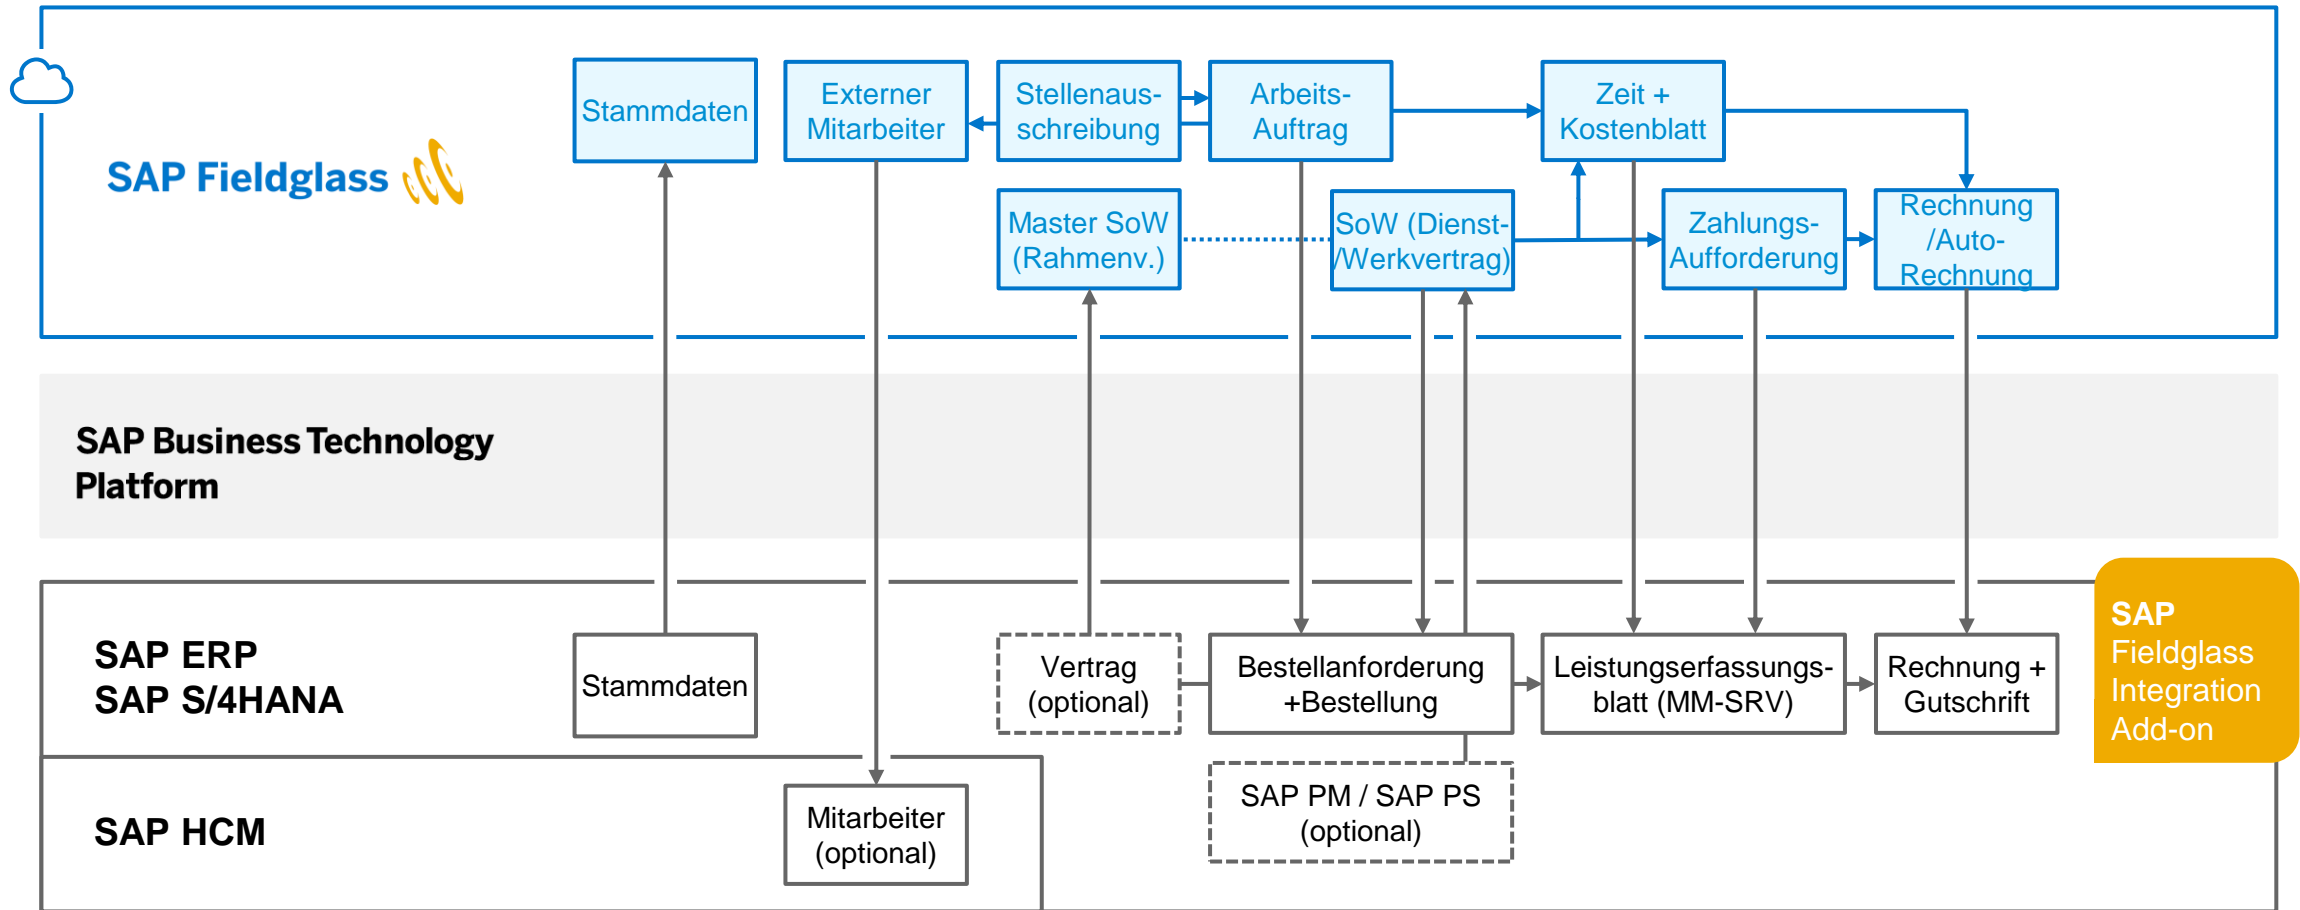 Stammdaten
Externer
Mitarbeiter
Stellenaus-
schreibung
Arbeits-
Auftrag
Zeit +
Kostenblatt
SAP Fieldglass
Master SoW
(Rahmenv.)
SoW (Dienst-
/Werkvertrag)
Zahlungs-
Aufforderung
Rechnung
/Auto-
Rechnung
SAP Business Technology
Platform
SAP ERP
SAP S/4HANA
Stammdaten
Vertrag
(optional)
Bestellanforderung
+Bestellung
Leistungserfassungs-
blatt (MM-SRV)
Rechnung +
Gutschrift
SAP
Fieldglass
Integration
Add-on
SAP HCM
Mitarbeiter
(optional)
SAP PM / SAP PS
(optional)